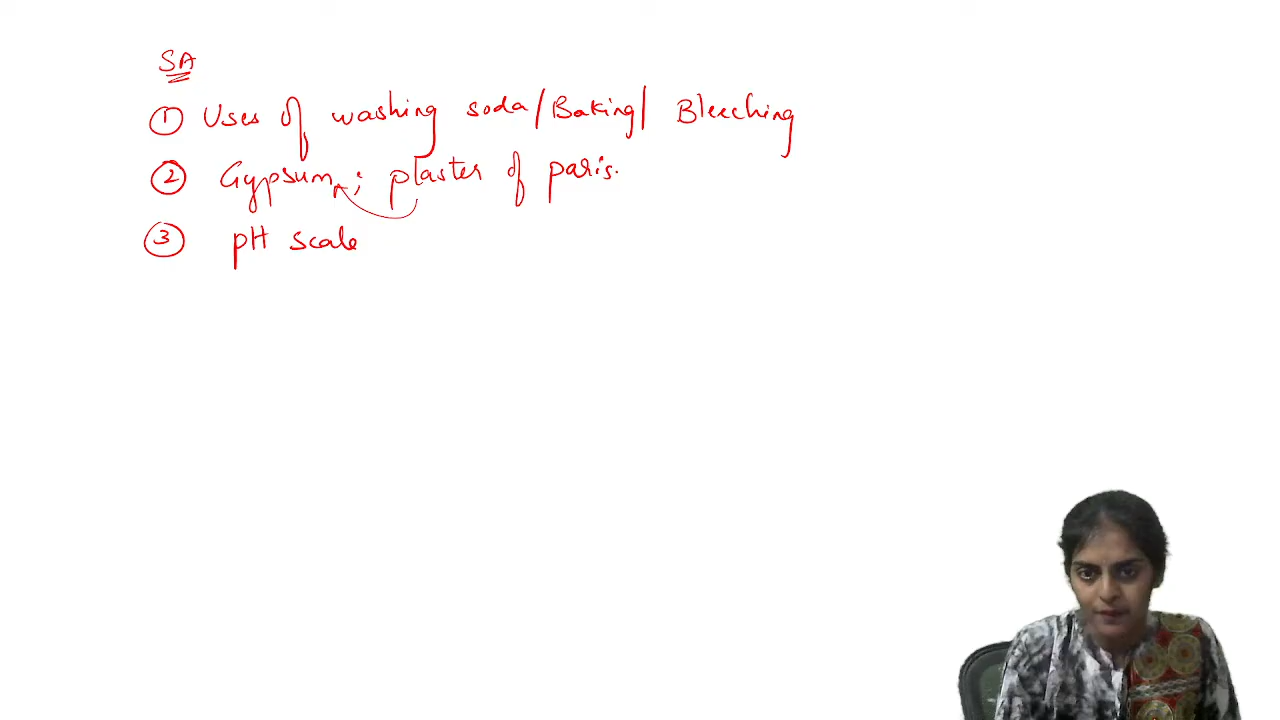 SA
① Uses of washing soda/Baking/ Bleeching
② Gypsum ; plaster of paris.
③ pH scale